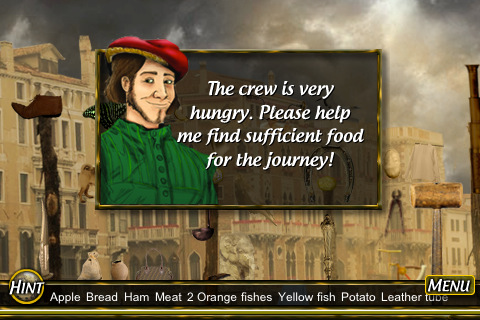 The crew is very
hungry. Please help
me find sufficient food
for the journey!
HINT
Apple Bread Ham Meat 2 Orange fishes Yellow fish Potato Leather tube
MENU